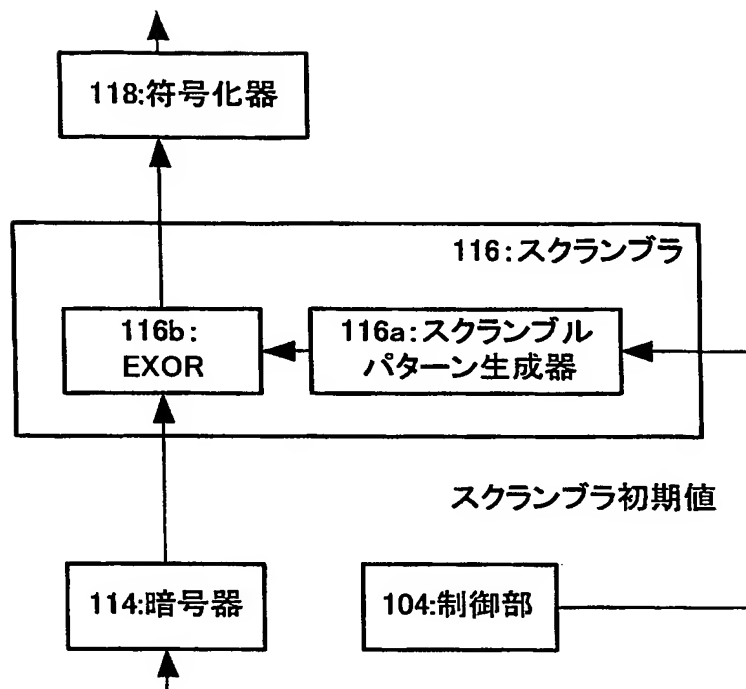 118:符号化器
116:スクランブラ
116b:
EXOR
116a:スクランブル
パターン生成器
スクランブラ初期値
114:暗号器
104:制御部